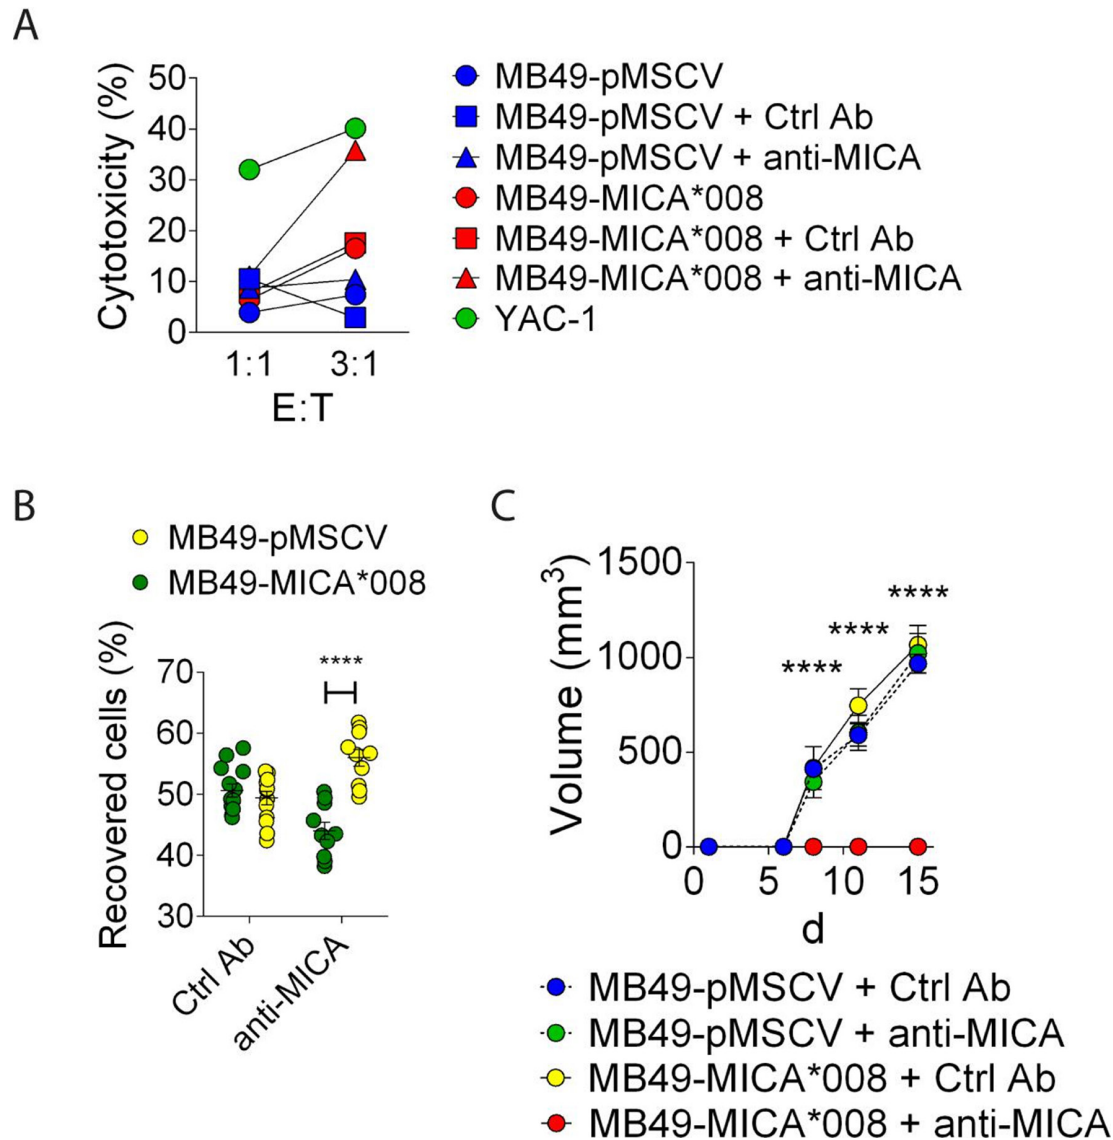 A
Cytotoxicity (%)
50
40
30
20
10
0
1:1 3:1
E:T
MB49-pMSCV
MB49-pMSCV + Ctrl Ab
MB49-pMSCV + anti-MICA
MB49-MICA*008
MB49-MICA*008 + Ctrl Ab
MB49-MICA*008 + anti-MICA
YAC-1
B
MB49-pMSCV
MB49-MICA*008
Recovered cells (%)
70
60
50
40
30
****
Ctrl Ab
anti-MICA
C
Volume (mm³)
1500
1000
500
0
**** **** ****
0 5 10 15
d
MB49-pMSCV + Ctrl Ab
MB49-pMSCV + anti-MICA
MB49-MICA*008 + Ctrl Ab
MB49-MICA*008 + anti-MICA